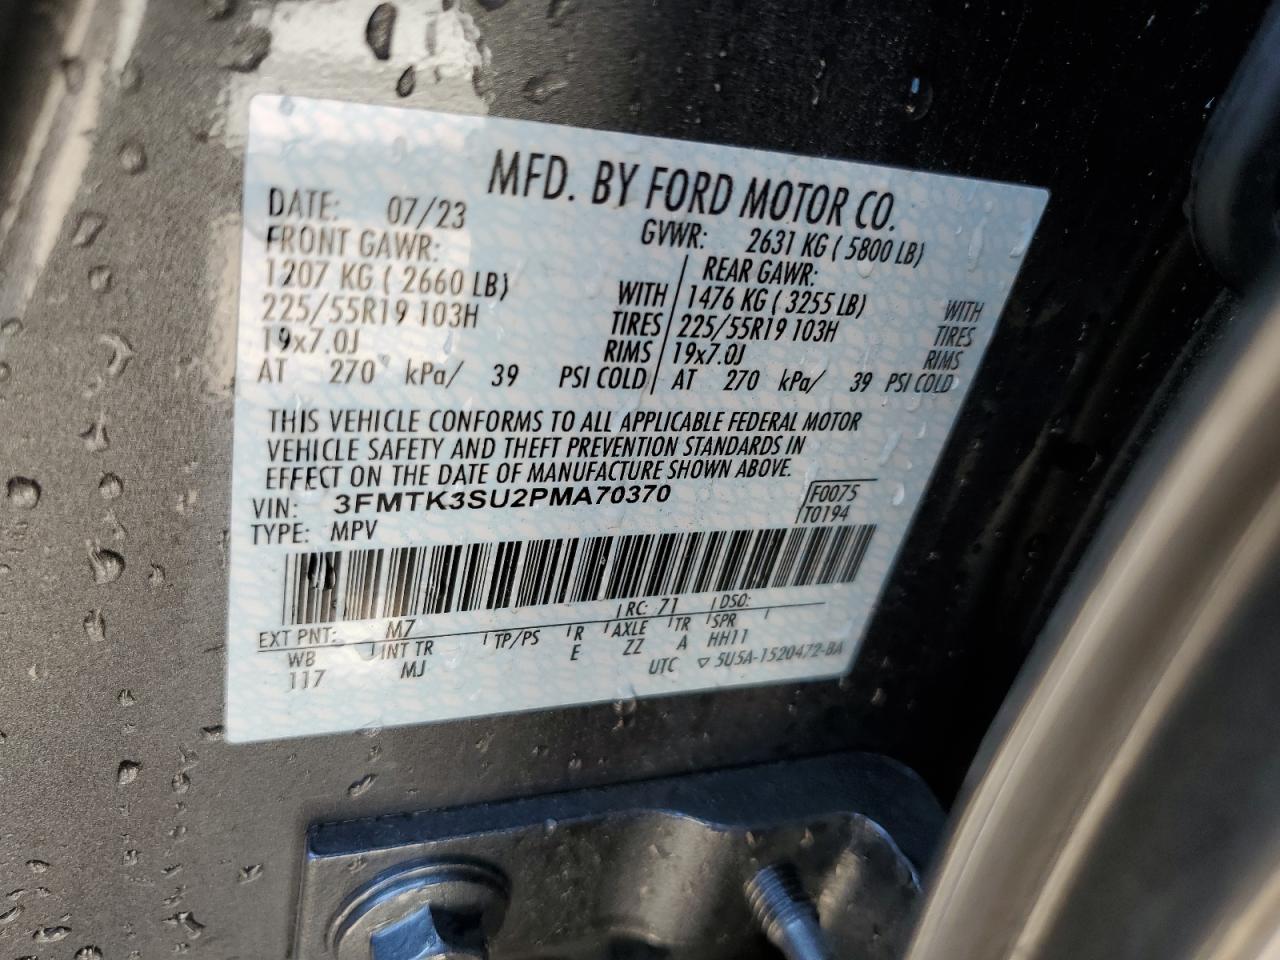 MFD. BY FORD MOTOR CO.
DATE: 07/23 GVWR: 2631 KG ( 5800 LB)
FRONT GAWR: REAR GAWR:
1207 KG ( 2660 LB) WITH 1476 KG ( 3255 LB) WITH
225/55R19 103H TIRES 225/55R19 103H TIRES
19x7.0J RIMS 19x7.0J RIMS
AT 270 kPa/ 39 PSI COLD AT 270 kPa/ 39 PSI COLD
THIS VEHICLE CONFORMS TO ALL APPLICABLE FEDERAL MOTOR
VEHICLE SAFETY AND THEFT PREVENTION STANDARDS IN
EFFECT ON THE DATE OF MANUFACTURE SHOWN ABOVE.
VIN: 3FMTK3SU2PMA70370 F0075
TYPE: MPV T0194
EXT PNT: M7 RC: 71 DSO:
WB INT TR TP/PS R AXLE TR SPR
117 MJ E ZZ A HH11
UTC ▽ 5U5A-1520472-BA